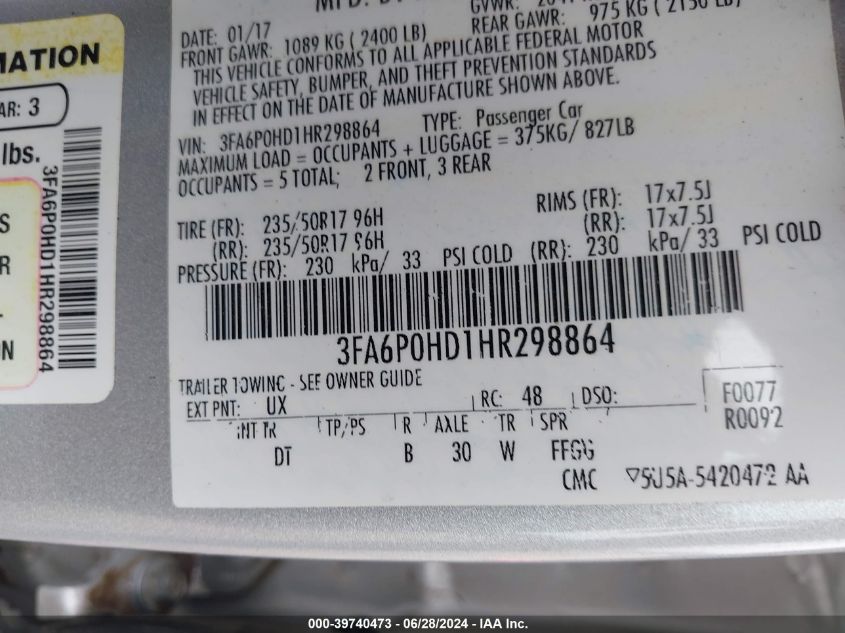 MFD. BY
GVWR:
DATE: 01/17
FRONT GAWR: 1089 KG ( 2400 LB)
REAR GAWR: 975 KG ( 2150 LB)
THIS VEHICLE CONFORMS TO ALL APPLICABLE FEDERAL MOTOR
VEHICLE SAFETY, BUMPER, AND THEFT PREVENTION STANDARDS
IN EFFECT ON THE DATE OF MANUFACTURE SHOWN ABOVE.
VIN: 3FA6P0HD1HR298864 TYPE: Passenger Car
MAXIMUM LOAD = OCCUPANTS + LUGGAGE = 375KG/ 827LB
OCCUPANTS = 5 TOTAL; 2 FRONT, 3 REAR
TIRE (FR): 235/50R17 96H RIMS (FR): 17x7.5J
(RR): 235/50R17 96H (RR): 17x7.5J
PRESSURE (FR): 230 kPa/ 33 PSI COLD (RR): 230 kPa/ 33 PSI COLD
3FA6P0HD1HR298864
TRAILER TOWING - SEE OWNER GUIDE
EXT PNT: UX RC: 48 DSO: F0077
INT TR TP/PS R AXLE TR SPR R0092
DT B 30 W FFGG
CMC 5U5A-5420472 AA
MATION
AR: 3
lbs.
3FA6P0HD1HR298864
S
R
N
000-39740473 - 06/28/2024 - IAA Inc.